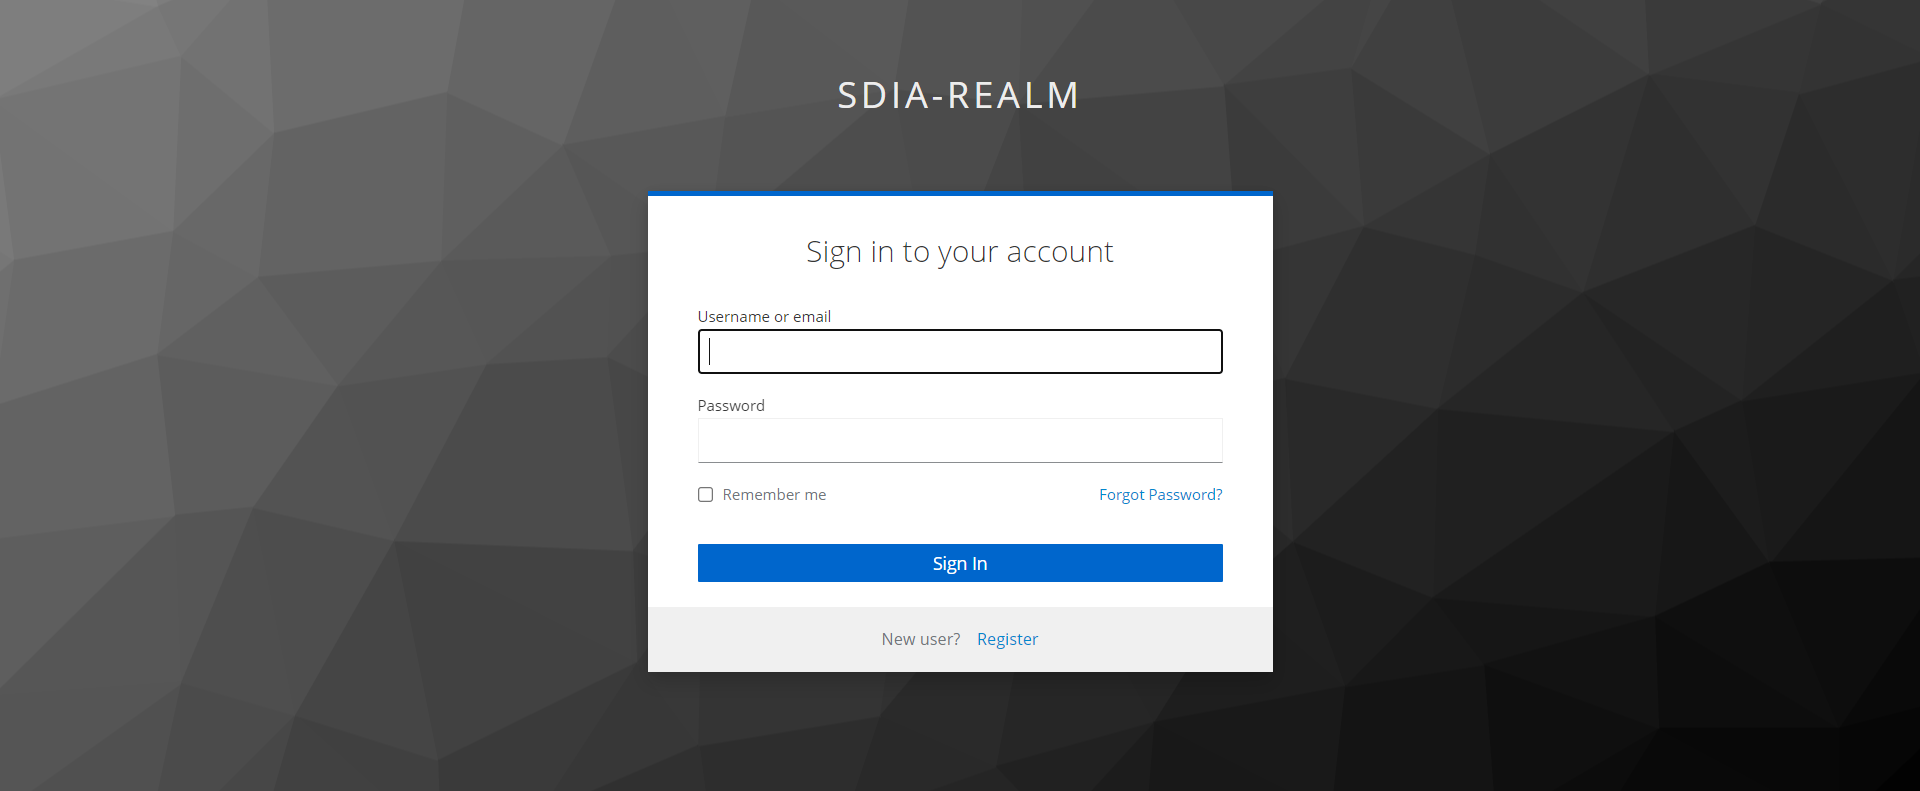 SDIA-REALM
Sign in to your account
Username or email
Password
Remember me Forgot Password?
Sign In
New user? Register